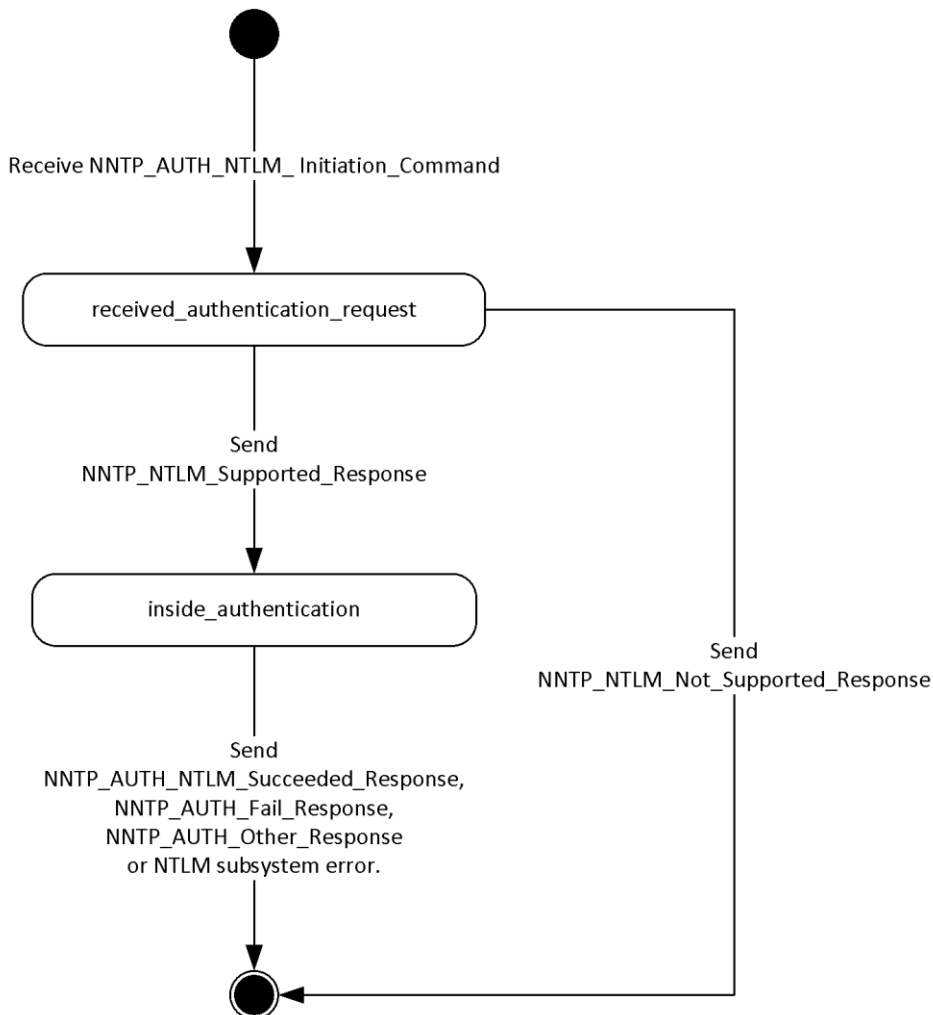 Receive NNTP_AUTH_NTLM_ Initiation_Command
received_authentication_request
Send
NNTP_NTLM_Supported_Response
inside_authentication
Send
NNTP_NTLM_Not_Supported_Response
Send
NNTP_AUTH_NTLM_Succeeded_Response,
NNTP_AUTH_Fail_Response,
NNTP_AUTH_Other_Response
or NTLM subsystem error.